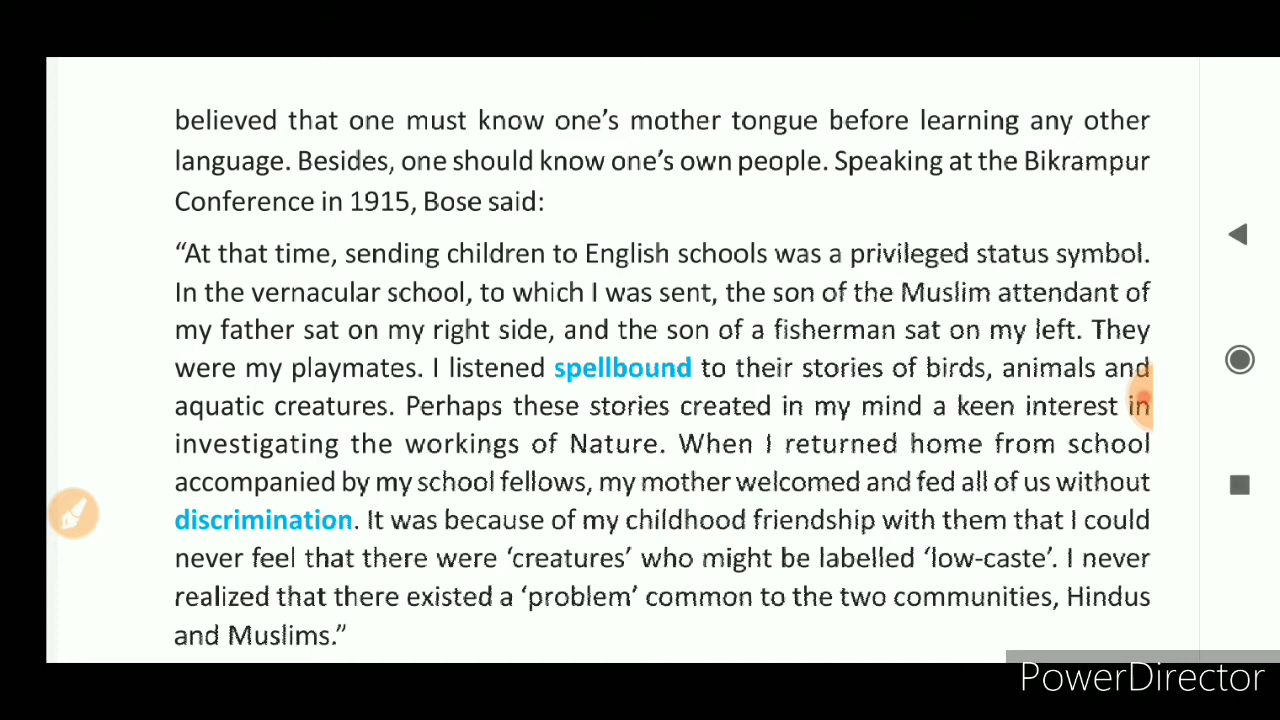 believed that one must know one’s mother tongue before learning any other
language. Besides, one should know one’s own people. Speaking at the Bikrampur
Conference in 1915, Bose said:
“At that time, sending children to English schools was a privileged status symbol.
In the vernacular school, to which I was sent, the son of the Muslim attendant of
my father sat on my right side, and the son of a fisherman sat on my left. They
were my playmates. I listened spellbound to their stories of birds, animals and
aquatic creatures. Perhaps these stories created in my mind a keen interest in
investigating the workings of Nature. When I returned home from school
accompanied by my school fellows, my mother welcomed and fed all of us without
discrimination. It was because of my childhood friendship with them that I could
never feel that there were ‘creatures’ who might be labelled ‘low-caste’. I never
realized that there existed a ‘problem’ common to the two communities, Hindus
and Muslims.”
PowerDirector